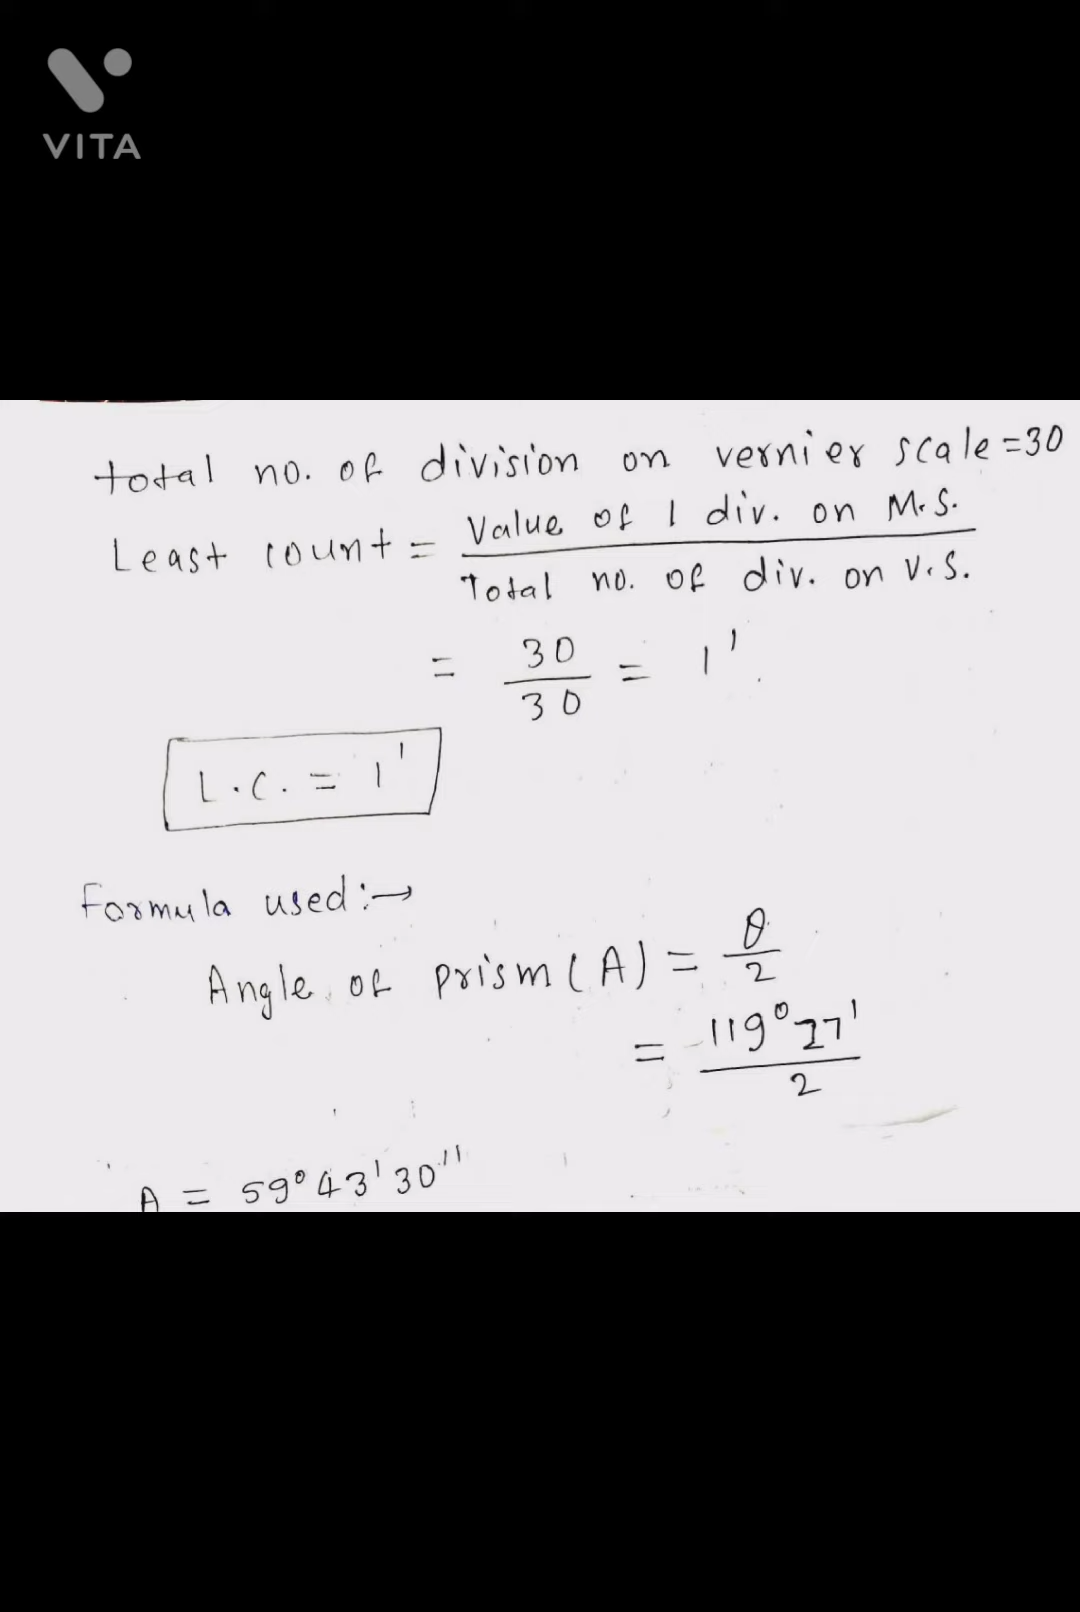 VITA
total no. of division on vernier scale=30
Least count = Value of 1 div. on M.S. / Total no. of div. on V.S.
= 30/30 = 1'
L.C. = 1'
Formula used:→
Angle of prism(A) = θ/2
= 119°27'/2
A = 59°43'30"